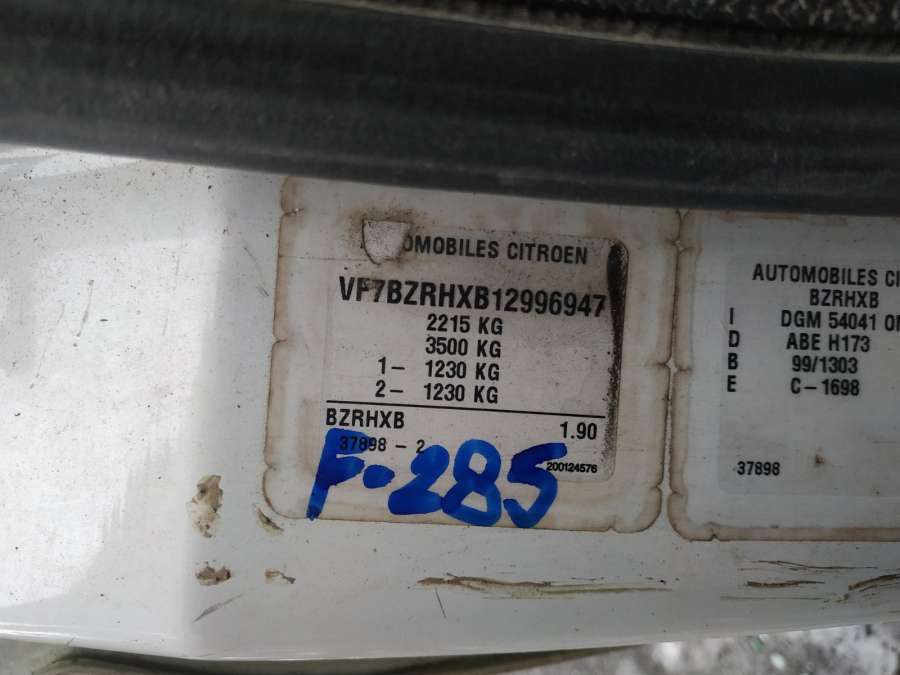 OMOBILES CITROEN
VF7BZRHXB12996947
2215 KG
3500 KG
1- 1230 KG
2- 1230 KG
BZRHXB 1.90
37898 - 2
200124576
F-285
AUTOMOBILES CI
BZRHXB
I DGM 54041
D ABE H173
B 99/1303
E C-1698
37898